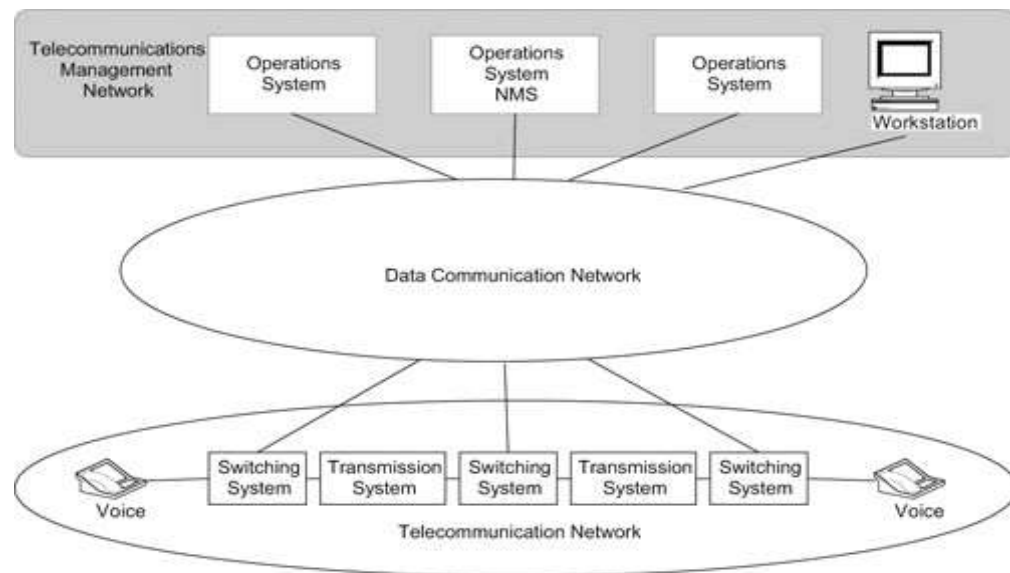 Telecommunications
Management
Network
Operations
System
Operations
System
NMS
Operations
System
Workstation
Data Communication Network
Switching
System
Transmission
System
Switching
System
Transmission
System
Switching
System
Voice
Voice
Telecommunication Network